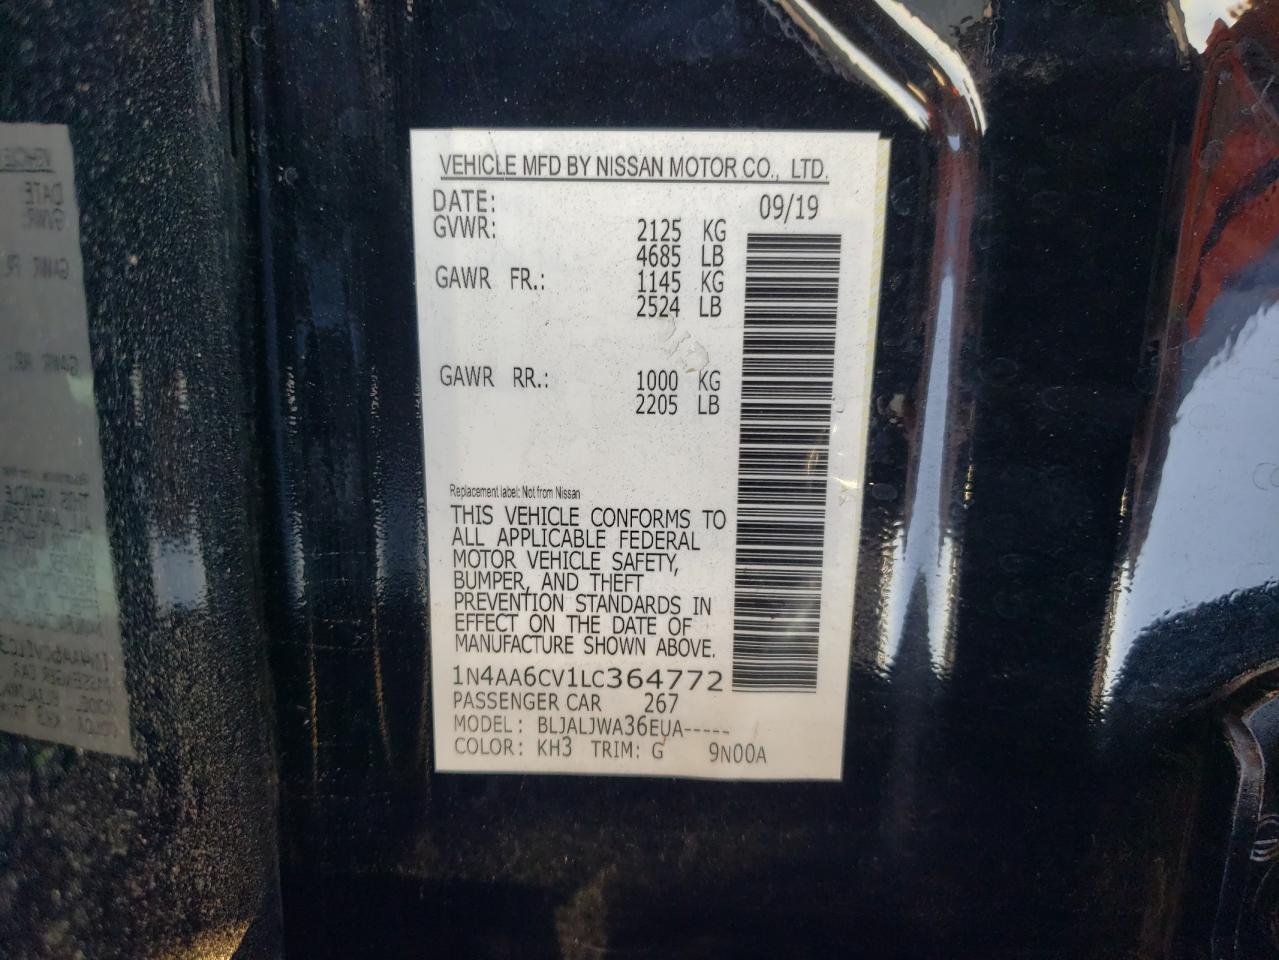 VEHICLE MFD BY NISSAN MOTOR CO., LTD.
DATE: 09/19
GVWR: 2125 KG
4685 LB
GAWR FR.: 1145 KG
2524 LB
GAWR RR.: 1000 KG
2205 LB
Replacement label: Not from Nissan
THIS VEHICLE CONFORMS TO
ALL APPLICABLE FEDERAL
MOTOR VEHICLE SAFETY,
BUMPER, AND THEFT
PREVENTION STANDARDS IN
EFFECT ON THE DATE OF
MANUFACTURE SHOWN ABOVE.
1N4AA6CV1LC364772
PASSENGER CAR 267
MODEL: BLJALJWA36EUA-----
COLOR: KH3 TRIM: G 9N00A